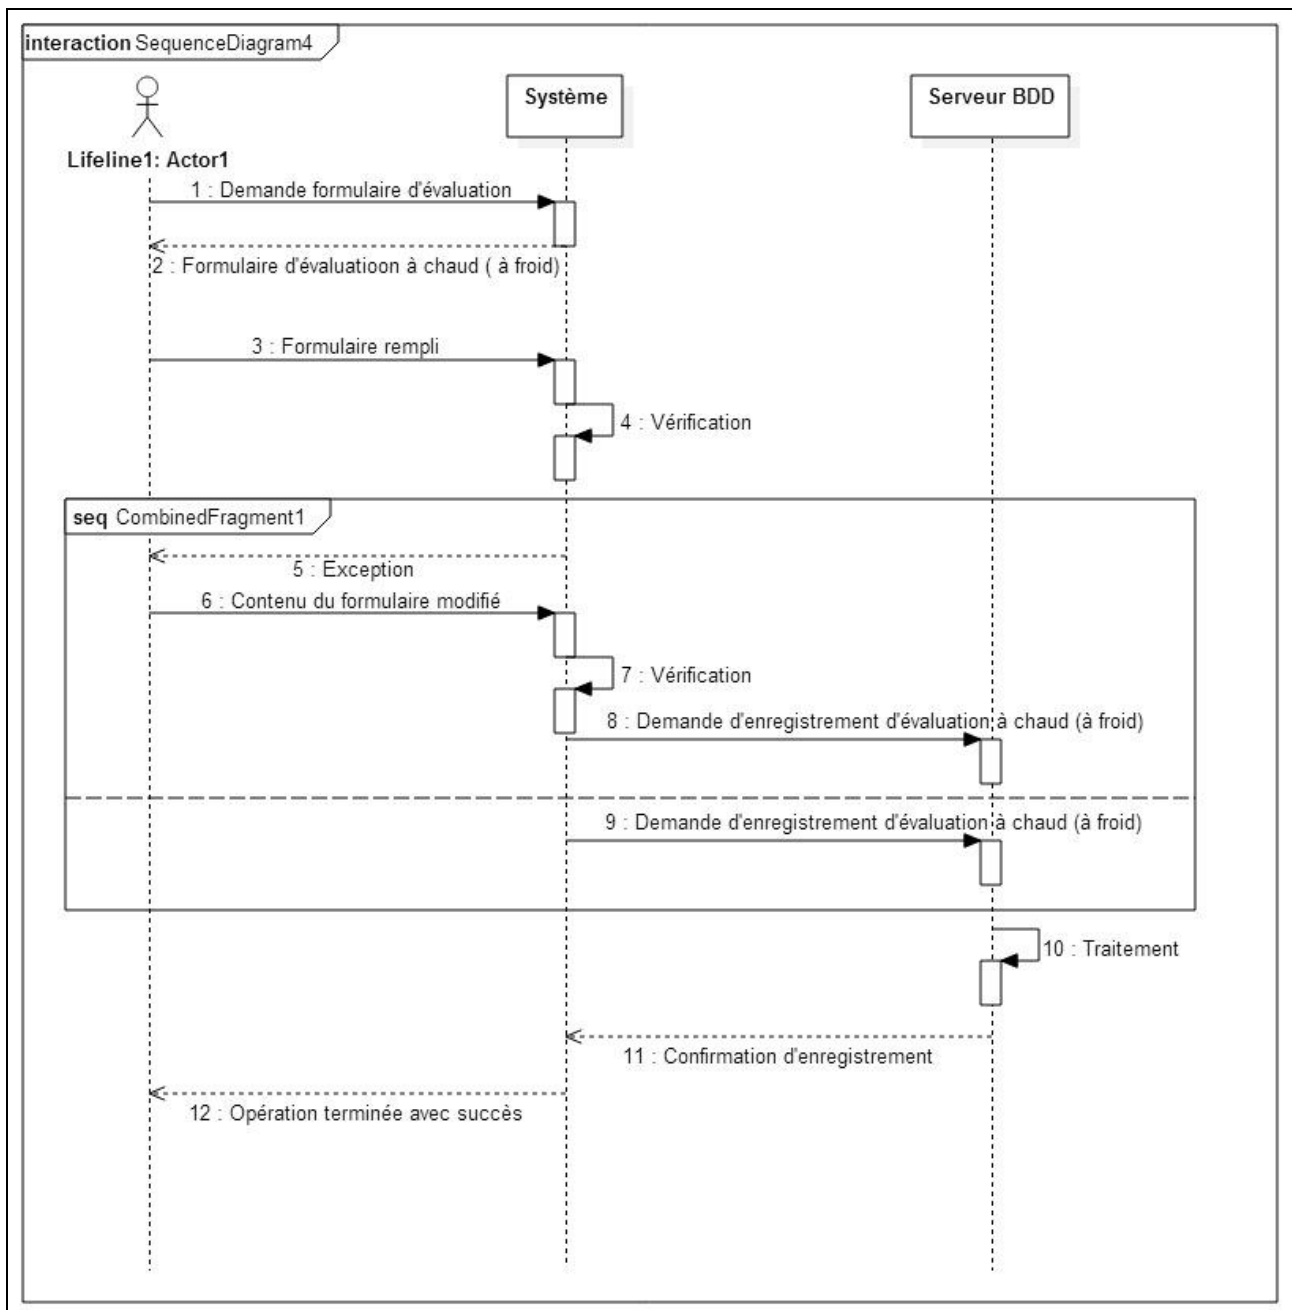 interaction SequenceDiagram4
Système
Serveur BDD
Lifeline1: Actor1
1 : Demande formulaire d'évaluation
2 : Formulaire d'évaluatioon à chaud ( à froid)
3 : Formulaire rempli
4 : Vérification
seq CombinedFragment1
5 : Exception
6 : Contenu du formulaire modifié
7 : Vérification
8 : Demande d'enregistrement d'évaluation à chaud (à froid)
9 : Demande d'enregistrement d'évaluation à chaud (à froid)
10 : Traitement
11 : Confirmation d'enregistrement
12 : Opération terminée avec succès